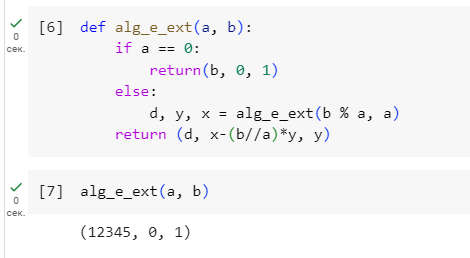 [6] def alg_e_ext(a, b):
0
сек.
if a == 0:
return(b, 0, 1)
else:
d, y, x = alg_e_ext(b % a, a)
return (d, x-(b//a)*y, y)
[7] alg_e_ext(a, b)
0
сек.
(12345, 0, 1)